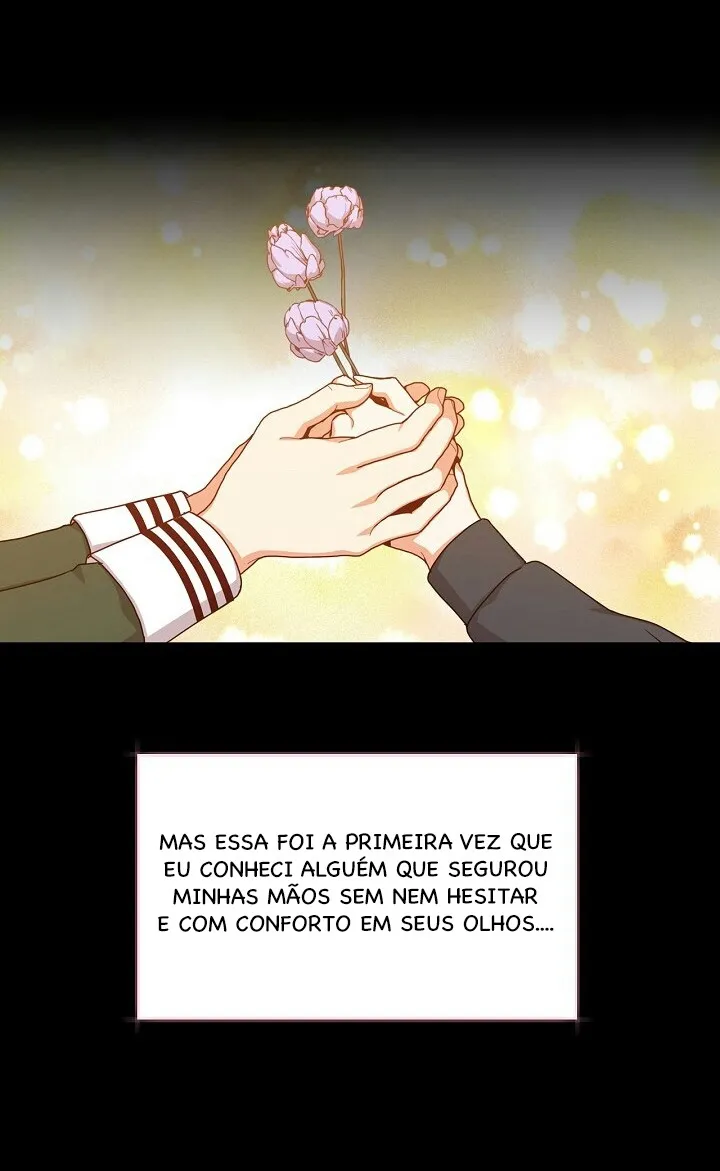 MAS ESSA FOI A PRIMEIRA VEZ QUE
EU CONHECI ALGUÉM QUE SEGUROU
MINHAS MÃOS SEM NEM HESITAR
E COM CONFORTO EM SEUS OLHOS....